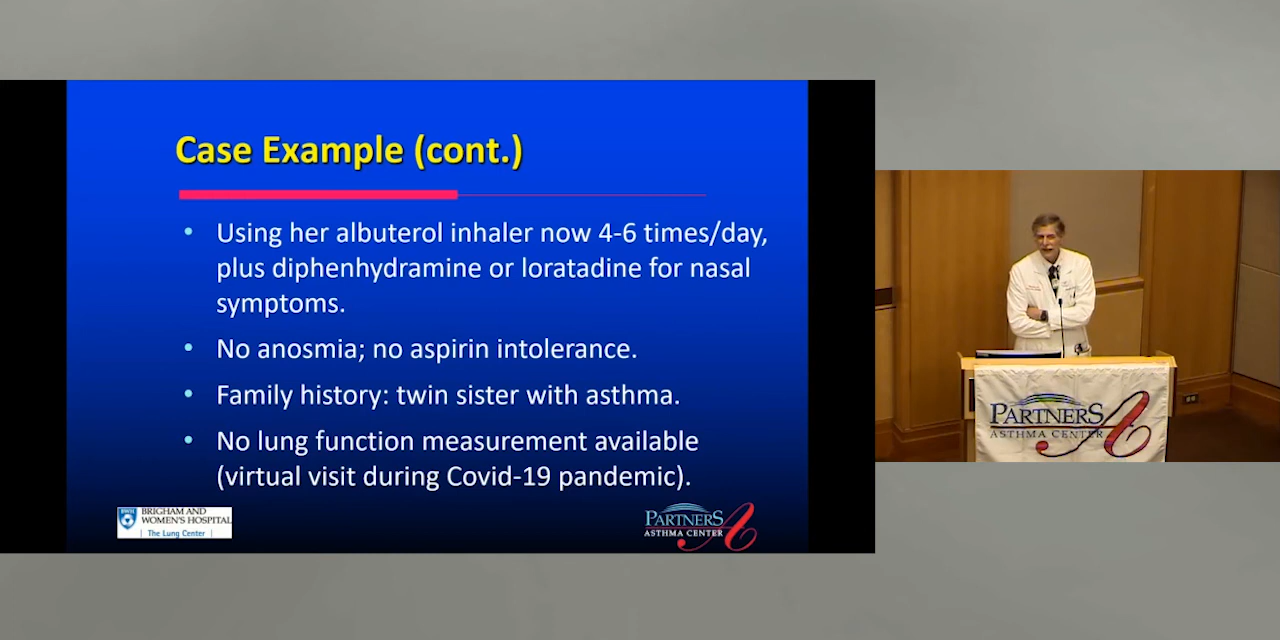 Case Example (cont.)
• Using her albuterol inhaler now 4-6 times/day,
plus diphenhydramine or loratadine for nasal
symptoms.
• No anosmia; no aspirin intolerance.
• Family history: twin sister with asthma.
• No lung function measurement available
(virtual visit during Covid-19 pandemic).
BWH
BRIGHAM AND
WOMEN'S HOSPITAL
The Lung Center
PARTNERS
ASTHMA CENTER
PARTNERS
ASTHMA CENTER